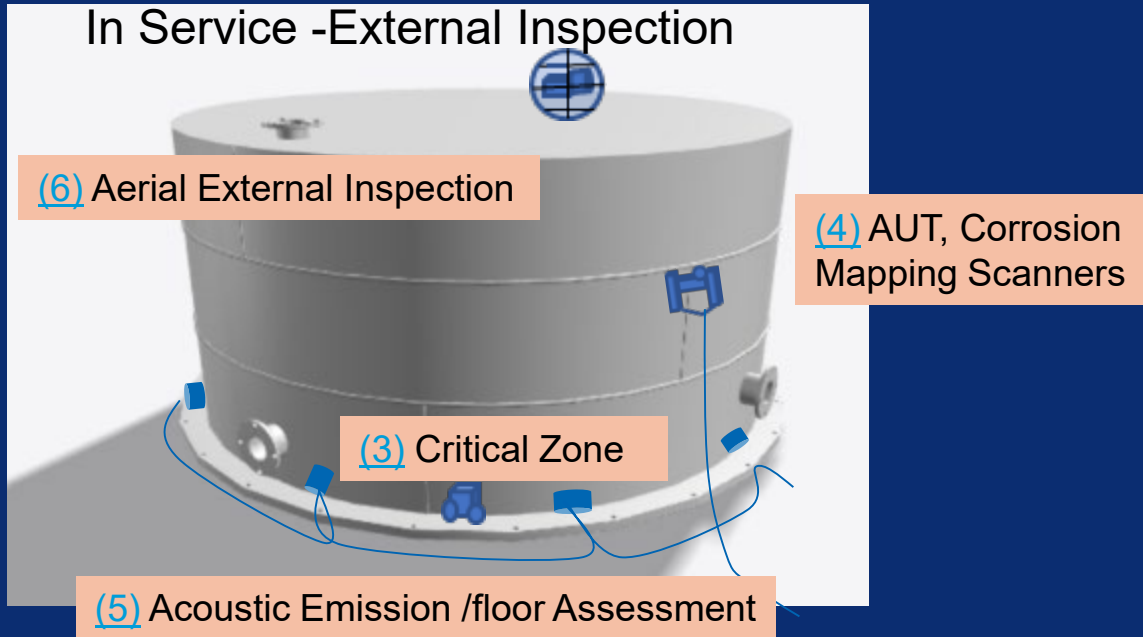 In Service -External Inspection
(6) Aerial External Inspection
(4) AUT, Corrosion
Mapping Scanners
(3) Critical Zone
(5) Acoustic Emission /floor Assessment